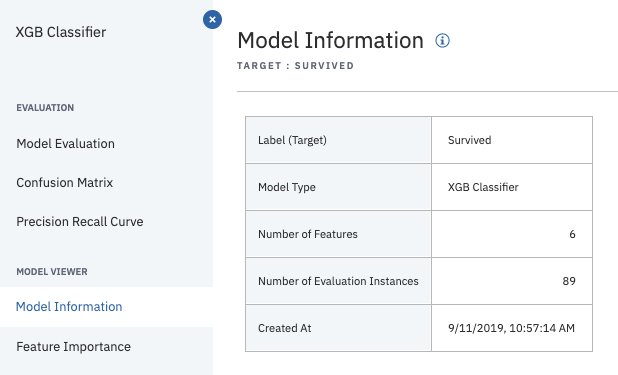 XGB Classifier
EVALUATION
Model Evaluation
Confusion Matrix
Precision Recall Curve
MODEL VIEWER
Model Information
Feature Importance
Model Information
TARGET : SURVIVED
Label (Target) Survived
Model Type XGB Classifier
Number of Features 6
Number of Evaluation Instances 89
Created At 9/11/2019, 10:57:14 AM